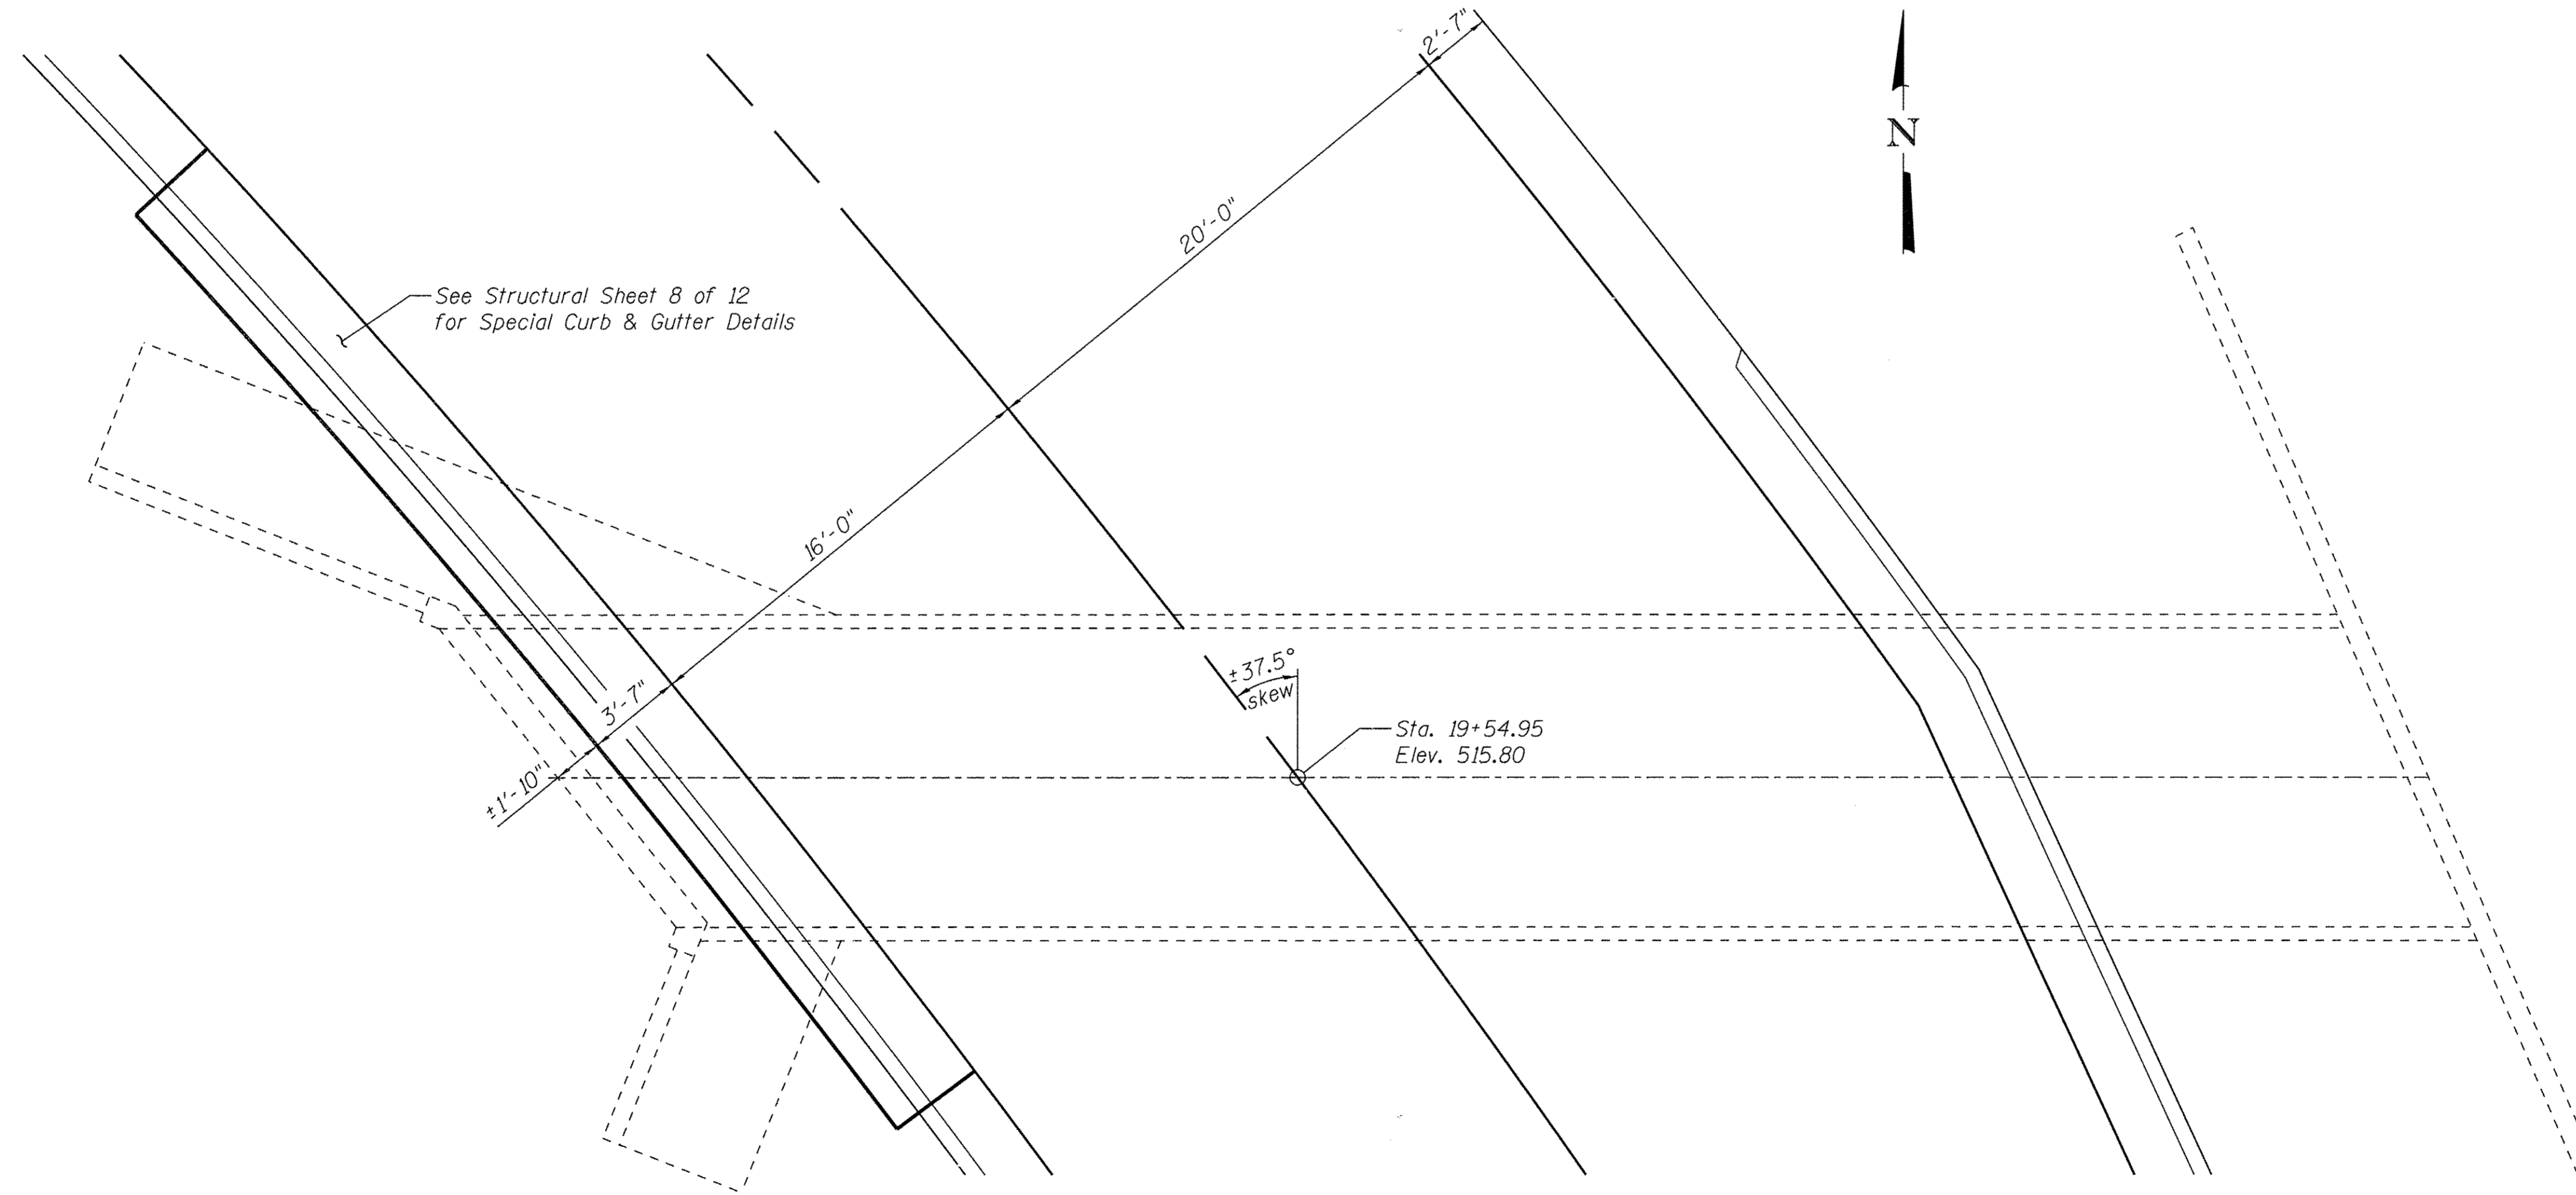 2'-7"
N
20'-0"
See Structural Sheet 8 of 12
for Special Curb & Gutter Details
16'-0"
±37.5°
skew
3'-7"
Sta. 19+54.95
Elev. 515.80
±1'-10"